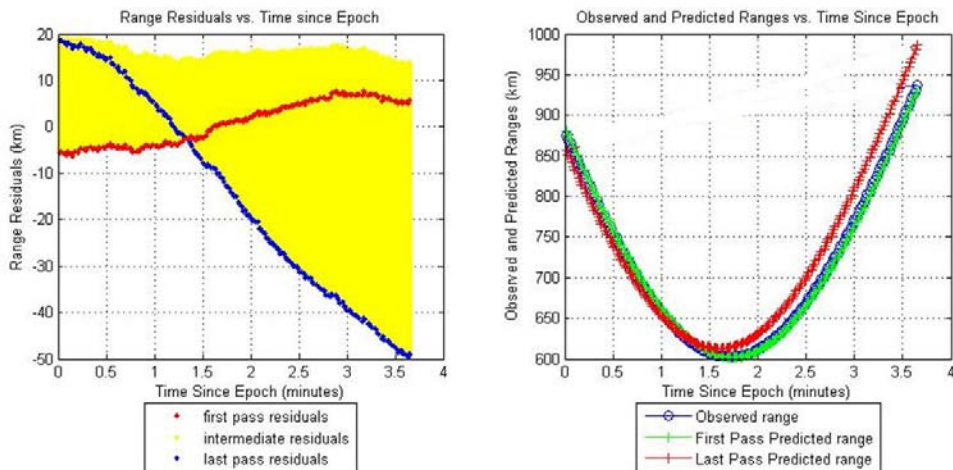 Range Residuals vs. Time since Epoch
20
10
0
-10
-20
-30
-40
-50
Range Residuals (km)
0 0.5 1 1.5 2 2.5 3 3.5 4
Time Since Epoch (minutes)
first pass residuals
intermediate residuals
last pass residuals
Observed and Predicted Ranges vs. Time Since Epoch
1000
950
900
850
800
750
700
650
600
Observed and Predicted Ranges (km)
0 0.5 1 1.5 2 2.5 3 3.5 4
Time Since Epoch (minutes)
Observed range
First Pass Predicted range
Last Pass Predicted range